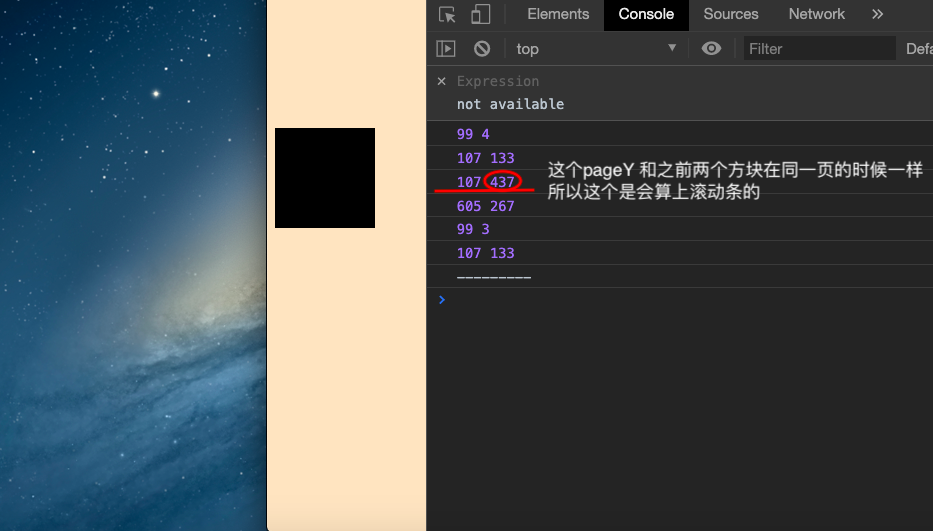 Elements Console Sources Network
top Filter Defa
Expression
not available
99 4
107 133
107 437
605 267
99 3
107 133
---------
这个pageY 和之前两个方块在同一页的时候一样
所以这个是会算上滚动条的